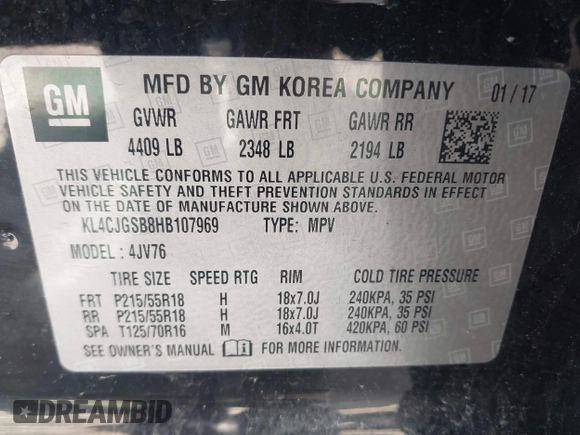 GM MFD BY GM KOREA COMPANY 01/17
GVWR GAWR FRT GAWR RR
4409 LB 2348 LB 2194 LB
THIS VEHICLE CONFORMS TO ALL APPLICABLE U.S. FEDERAL MOTOR
VEHICLE SAFETY AND THEFT PREVENTION STANDARDS IN EFFECT
ON THE DATE OF MANUFACTURE SHOWN ABOVE.
KL4CJGSB8HB107969 TYPE: MPV
MODEL: 4JV76
TIRE SIZE SPEED RTG RIM COLD TIRE PRESSURE
FRT P215/55R18 H 18x7.0J 240KPA, 35 PSI
RR P215/55R18 H 18x7.0J 240KPA, 35 PSI
SPA T125/70R16 M 16x4.0T 420KPA, 60 PSI
SEE OWNER'S MANUAL FOR MORE INFORMATION.
DREAMBID